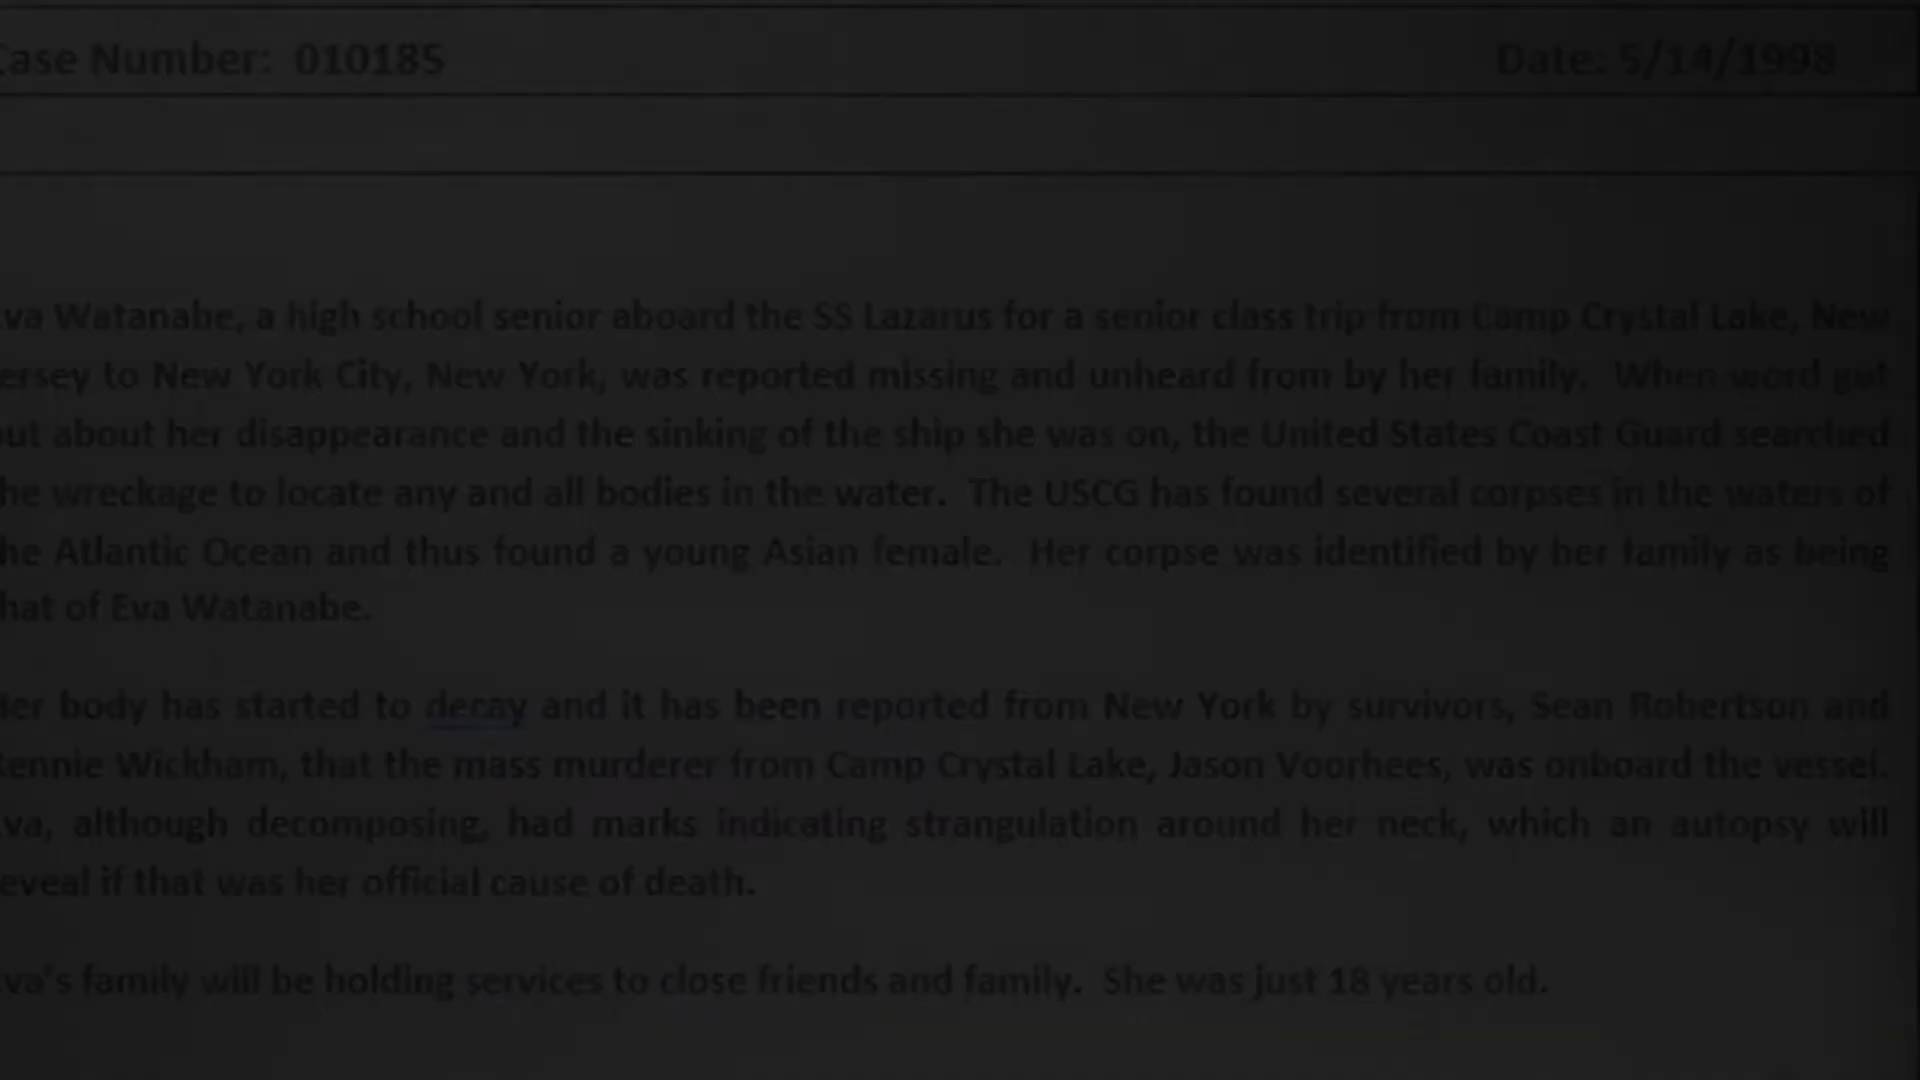 Case Number: 010185 Date: 5/14/1998
va Watanabe, a high school senior aboard the SS Lazarus for a senior class trip from Camp Crystal Lake, New
ersey to New York City, New York, was reported missing and unheard from by her family. When word got
out about her disappearance and the sinking of the ship she was on, the United States Coast Guard searched
he wreckage to locate any and all bodies in the water. The USCG has found several corpses in the waters of
he Atlantic Ocean and thus found a young Asian female. Her corpse was identified by her family as being
hat of Eva Watanabe.
Her body has started to decay and it has been reported from New York by survivors, Sean Robertson and
Rennie Wickham, that the mass murderer from Camp Crystal Lake, Jason Voorhees, was onboard the vessel.
va, although decomposing, had marks indicating strangulation around her neck, which an autopsy will
eveal if that was her official cause of death.
va's family will be holding services to close friends and family. She was just 18 years old.